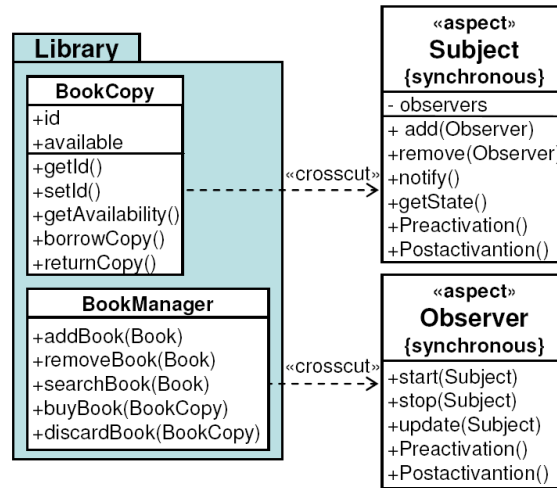 Library
BookCopy
+id
+available
+getId()
+setId()
+getAvailability()
+borrowCopy()
+returnCopy()
BookManager
+addBook(Book)
+removeBook(Book)
+searchBook(Book)
+buyBook(BookCopy)
+discardBook(BookCopy)
«crosscut»
«crosscut»
«aspect»
Subject
{synchronous}
- observers
+ add(Observer)
+remove(Observer)
+notify()
+getState()
+Preactivation()
+Postactivantion()
«aspect»
Observer
{synchronous}
+start(Subject)
+stop(Subject)
+update(Subject)
+Preactivation()
+Postactivantion()